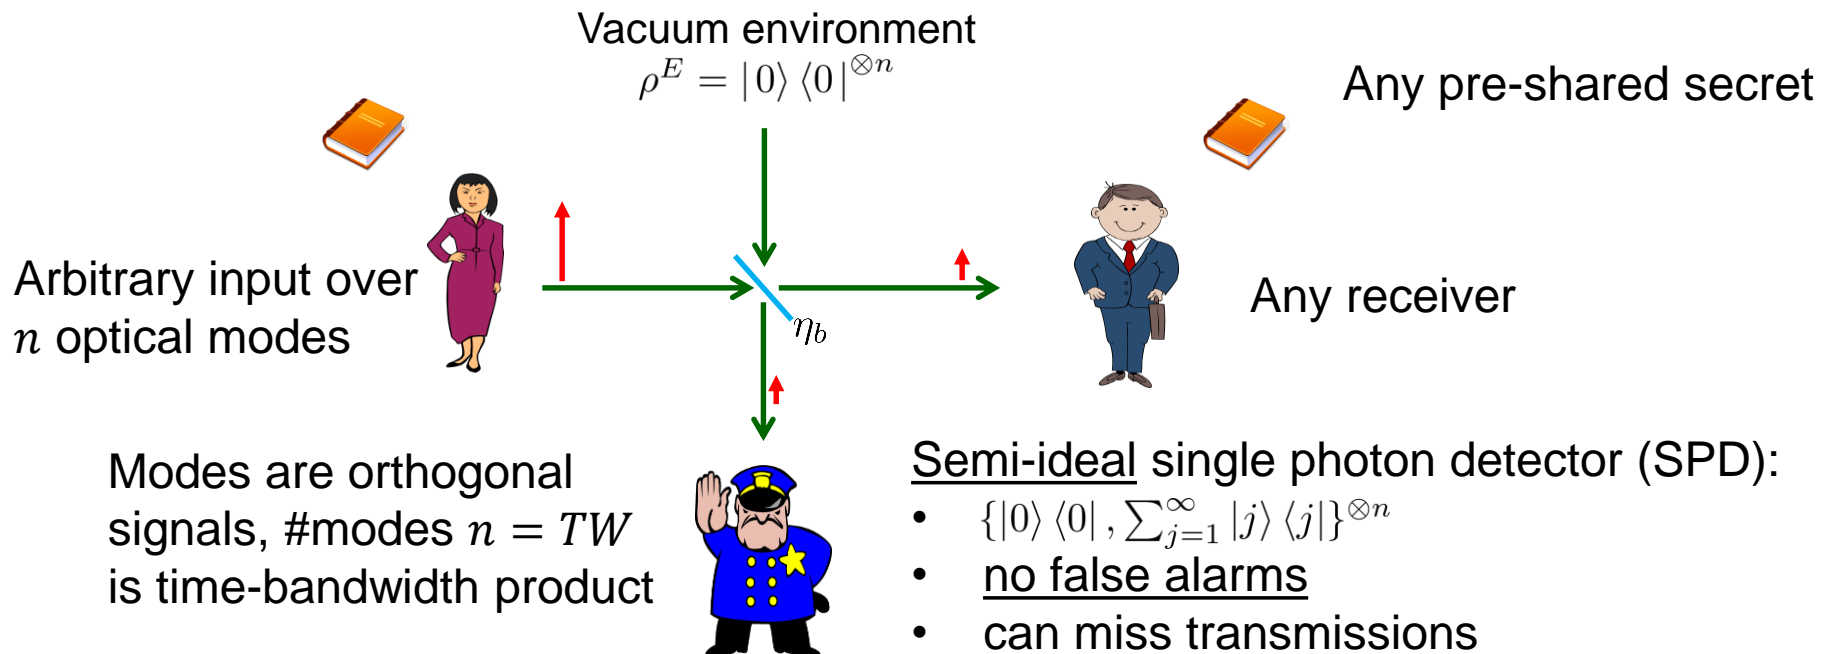 Vacuum environment
ρ^E = |0⟩ ⟨0|^{⊗n}
Any pre-shared secret
Arbitrary input over
n optical modes
η_b
Any receiver
Modes are orthogonal
signals, #modes n = TW
is time-bandwidth product
Semi-ideal single photon detector (SPD):
• {|0⟩ ⟨0| , ∑_{j=1}^{∞} |j⟩ ⟨j|}^{⊗n}
• no false alarms
• can miss transmissions